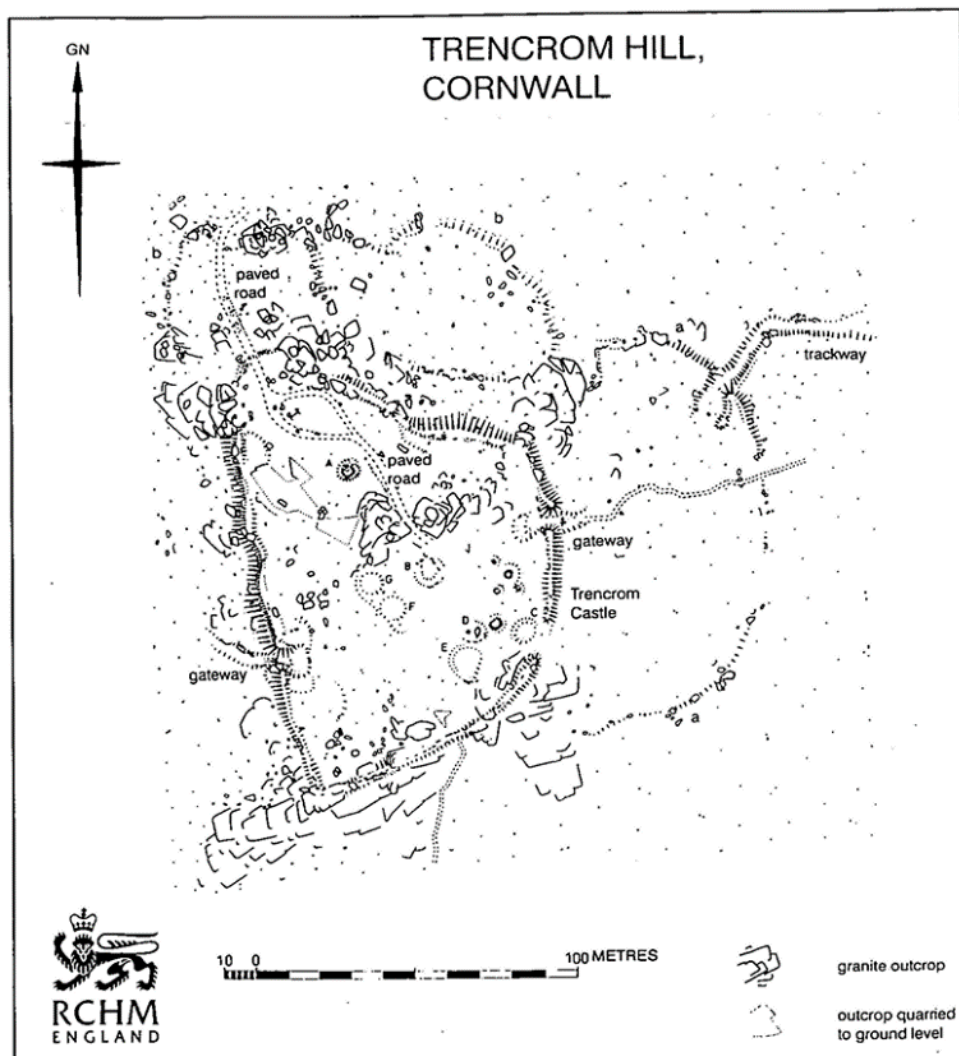 GN
TRENCROM HILL,
CORNWALL
b
b
paved
road
a
trackway
A
paved
road
gateway
J
B
G
F
Trencrom
Castle
D
C
E
gateway
a
10 0 100 METRES
RCHM
ENGLAND
granite outcrop
outcrop quarried
to ground level